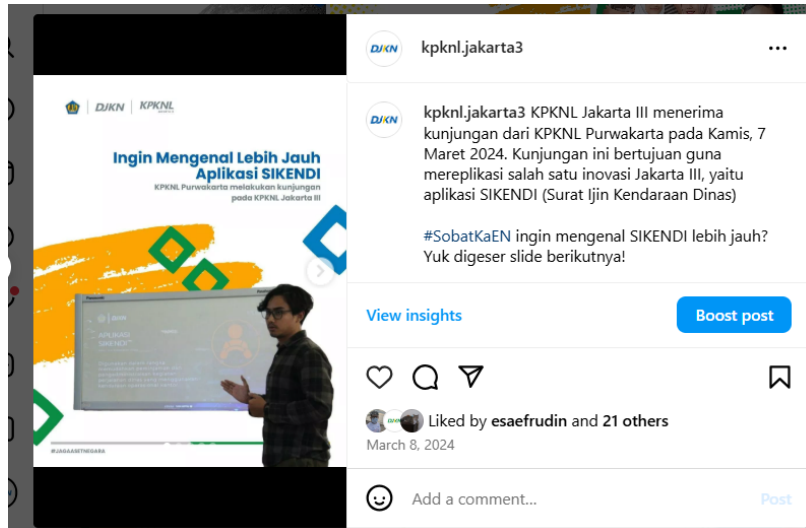 DJKN
KPKNL
Ingin Mengenal Lebih Jauh
Aplikasi SIKENDI
KPKNL Purwakarta melakukan kunjungan
pada KPKNL Jakarta III
Panasonic
DJKN
APLIKASI
SIKENDI
#JAGAASETNEGARA
DJKN
kpknl.jakarta3
DJKN
kpknl.jakarta3 KPKNL Jakarta III menerima
kunjungan dari KPKNL Purwakarta pada Kamis, 7
Maret 2024. Kunjungan ini bertujuan guna
mereplikasi salah satu inovasi Jakarta III, yaitu
aplikasi SIKENDI (Surat Ijin Kendaraan Dinas)
#SobatKaEN ingin mengenal SIKENDI lebih jauh?
Yuk digeser slide berikutnya!
View insights
Boost post
Liked by esaefrudin and 21 others
March 8, 2024
Add a comment...
Post